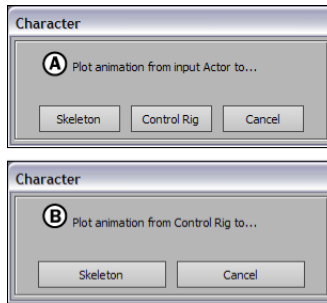 Character
A Plot animation from input Actor to...
Skeleton Control Rig Cancel
Character
B Plot animation from Control Rig to...
Skeleton Cancel